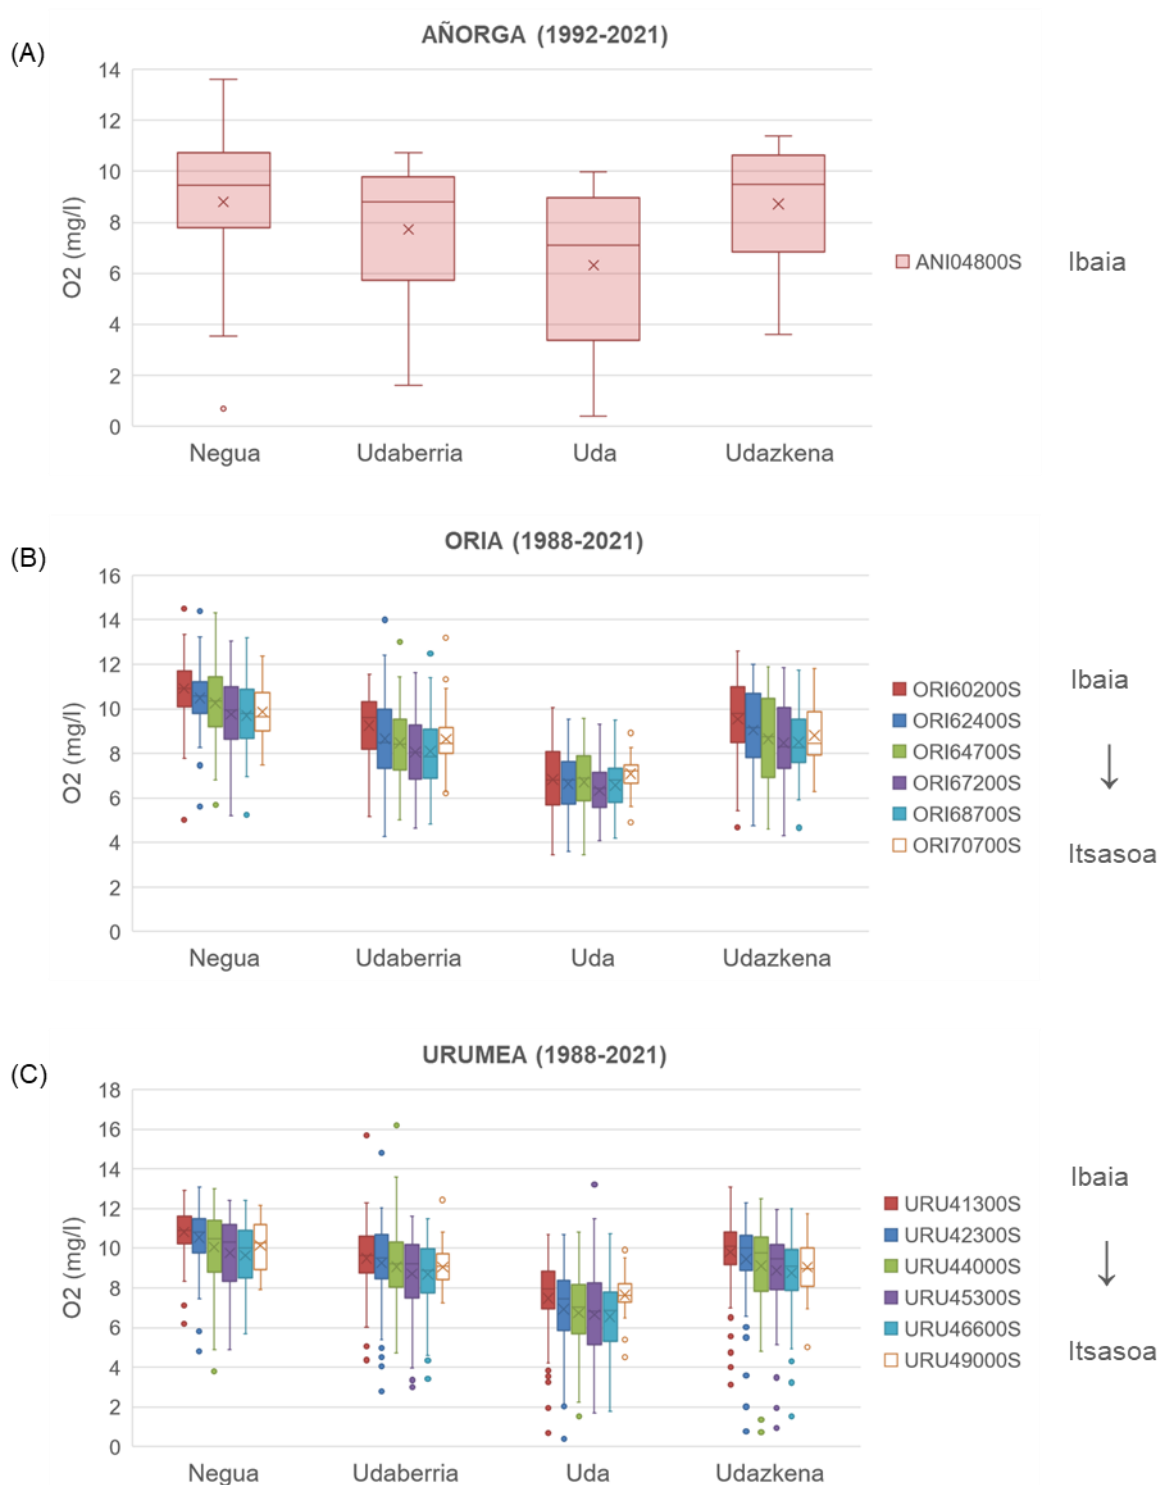 (A)
AÑORGA (1992-2021)
O2 (mg/l)
14
12
10
8
6
4
2
0
Negua Udaberria Uda Udazkena
ANI04800S
Ibaia
(B)
ORIA (1988-2021)
O2 (mg/l)
16
14
12
10
8
6
4
2
0
Negua Udaberria Uda Udazkena
ORI60200S
ORI62400S
ORI64700S
ORI67200S
ORI68700S
ORI70700S
Ibaia
↓
Itsasoa
(C)
URUMEA (1988-2021)
O2 (mg/l)
18
16
14
12
10
8
6
4
2
0
Negua Udaberria Uda Udazkena
URU41300S
URU42300S
URU44000S
URU45300S
URU46600S
URU49000S
Ibaia
↓
Itsasoa